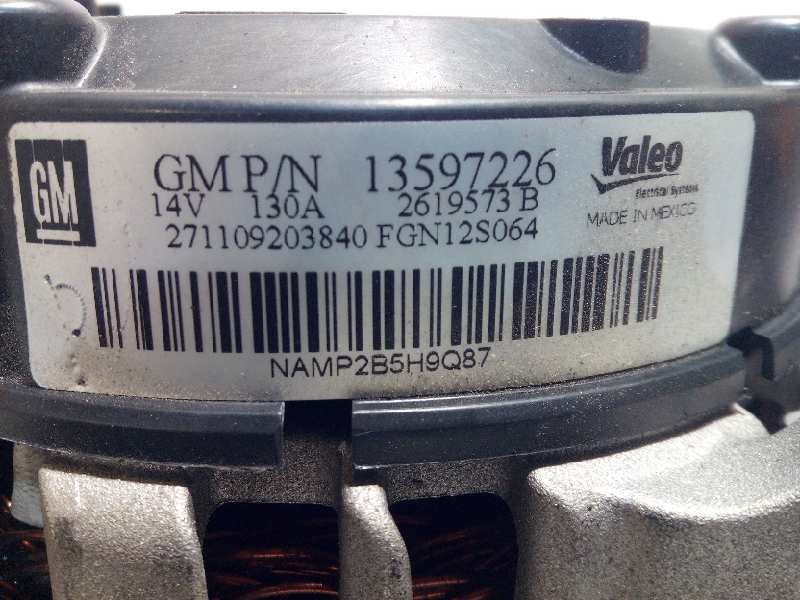 GM
GM P/N 13597226
14V 130A 2619573 B
271109203840 FGN12S064
Valeo
Electrical Systems
MADE IN MEXICO
NAMP2B5H9Q87